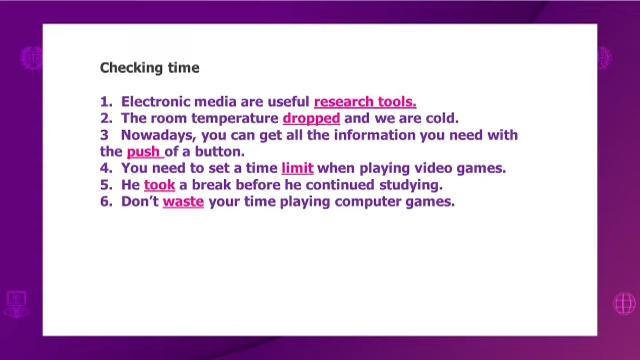 Checking time
1. Electronic media are useful research tools.
2. The room temperature dropped and we are cold.
3 Nowadays, you can get all the information you need with
the push of a button.
4. You need to set a time limit when playing video games.
5. He took a break before he continued studying.
6. Don't waste your time playing computer games.